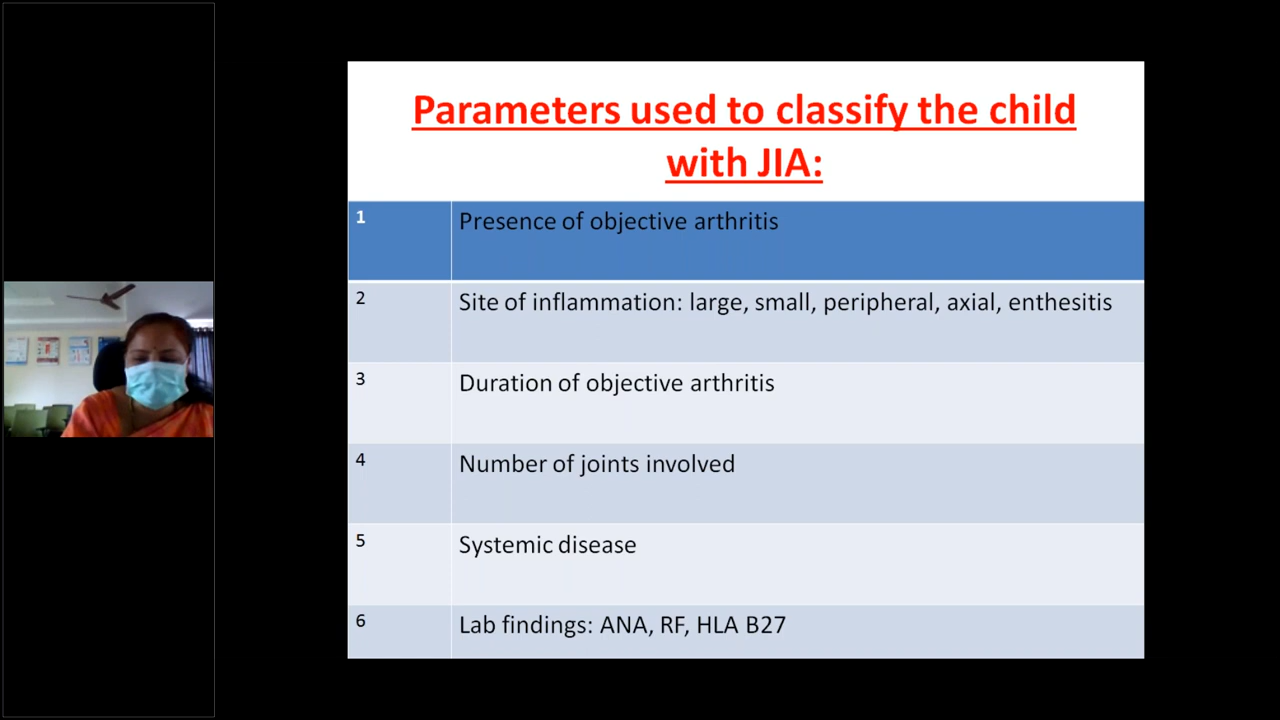 Parameters used to classify the child
with JIA:
1 Presence of objective arthritis
2 Site of inflammation: large, small, peripheral, axial, enthesitis
3 Duration of objective arthritis
4 Number of joints involved
5 Systemic disease
6 Lab findings: ANA, RF, HLA B27